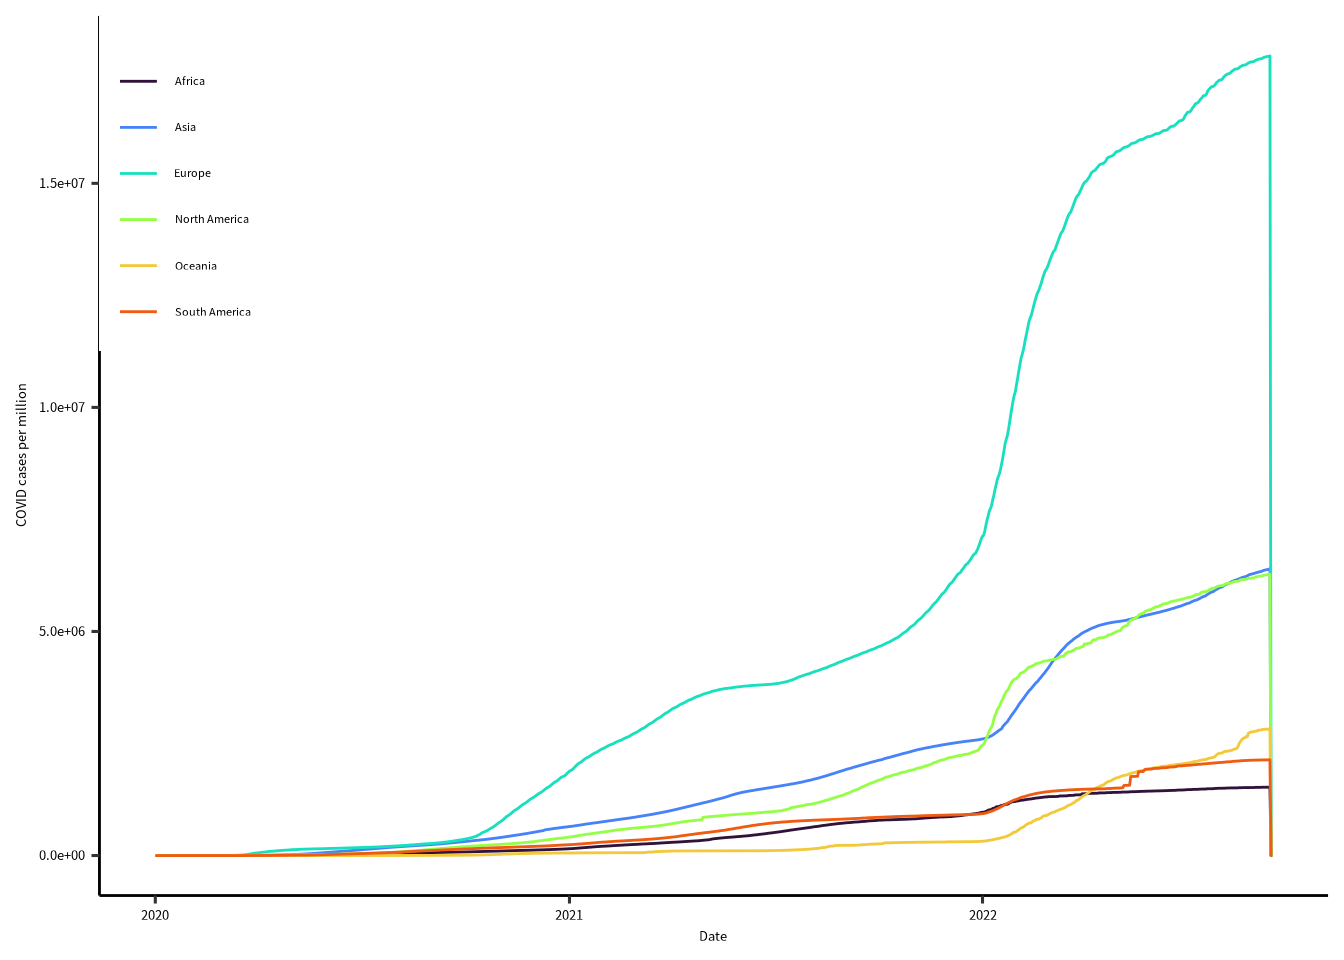 Africa
Asia
Europe
North America
Oceania
South America
1.5e+07
1.0e+07
5.0e+06
0.0e+00
COVID cases per million
2020
2021
2022
Date